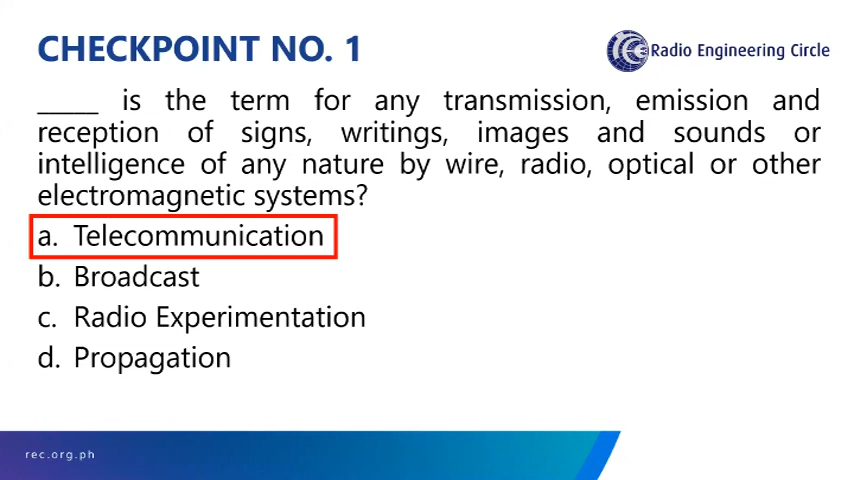 CHECKPOINT NO. 1
Radio Engineering Circle
_____ is the term for any transmission, emission and
reception of signs, writings, images and sounds or
intelligence of any nature by wire, radio, optical or other
electromagnetic systems?
a. Telecommunication
b. Broadcast
c. Radio Experimentation
d. Propagation
rec.org.ph